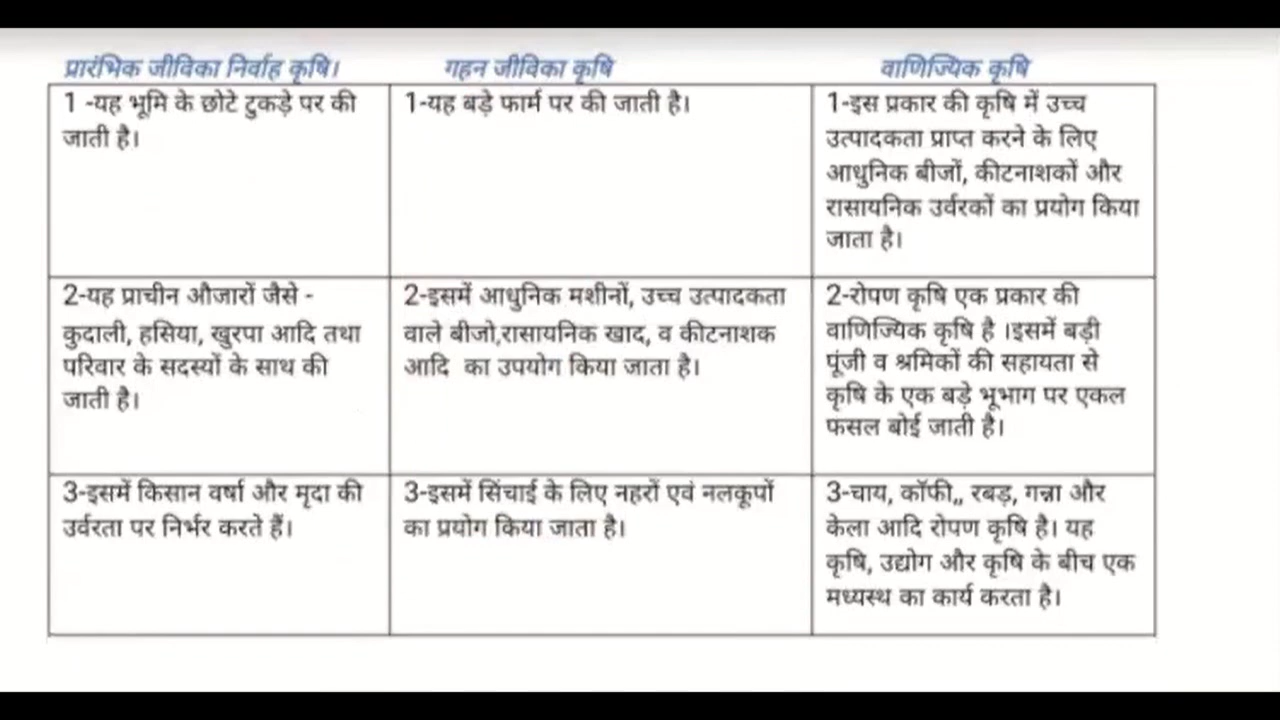 प्रारंभिक जीविका निर्वाह कृषि।
गहन जीविका कृषि
वाणिज्यिक कृषि
1 -यह भूमि के छोटे टुकड़े पर की
जाती है।
1-यह बड़े फार्म पर की जाती है।
1-इस प्रकार की कृषि में उच्च
उत्पादकता प्राप्त करने के लिए
आधुनिक बीजों, कीटनाशकों और
रासायनिक उर्वरकों का प्रयोग किया
जाता है।
2-यह प्राचीन औजारों जैसे -
कुदाली, हसिया, खुरपा आदि तथा
परिवार के सदस्यों के साथ की
जाती है।
2-इसमें आधुनिक मशीनों, उच्च उत्पादकता
वाले बीजो,रासायनिक खाद, व कीटनाशक
आदि का उपयोग किया जाता है।
2-रोपण कृषि एक प्रकार की
वाणिज्यिक कृषि है ।इसमें बड़ी
पूंजी व श्रमिकों की सहायता से
कृषि के एक बड़े भूभाग पर एकल
फसल बोई जाती है।
3-इसमें किसान वर्षा और मृदा की
उर्वरता पर निर्भर करते हैं।
3-इसमें सिंचाई के लिए नहरों एवं नलकूपों
का प्रयोग किया जाता है।
3-चाय, कॉफी,, रबड़, गन्ना और
केला आदि रोपण कृषि है। यह
कृषि, उद्योग और कृषि के बीच एक
मध्यस्थ का कार्य करता है।